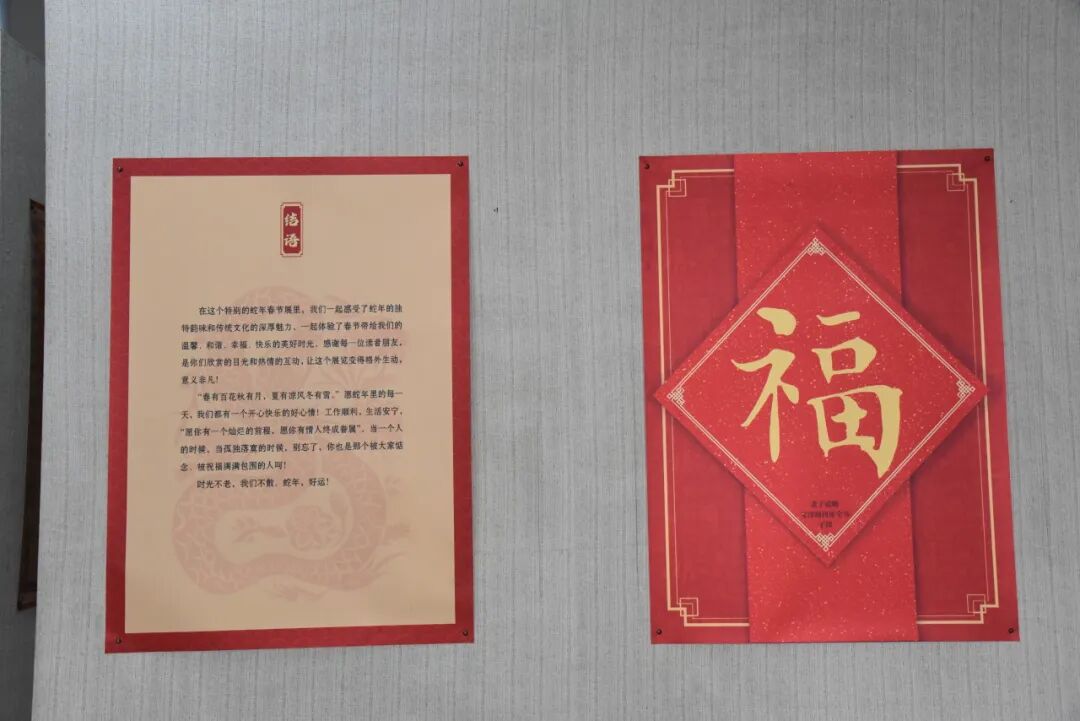 结语
在这个特别的蛇年春节展里,我们一起感受了蛇年的独
特韵味和传统文化的深厚魅力、一起体验了春节带给我们的
温馨、和谐、幸福、快乐的美好时光。感谢每一位读者朋友,
是你们欣赏的目光和热情的互动,让这个展览变得格外生动,
意义非凡!
“春有百花秋有月,夏有凉风冬有雪。”愿蛇年里的每一
天,我们都有一个开心快乐的好心情!工作顺利,生活安宁,
“愿你有一个灿烂的前程,愿你有情人终成眷属”。当一个人
的时候,当孤独落寞的时候,别忘了,你也是那个被大家惦
念、被祝福满满包围的人呵!
时光不老,我们不散。蛇年,好运!
福